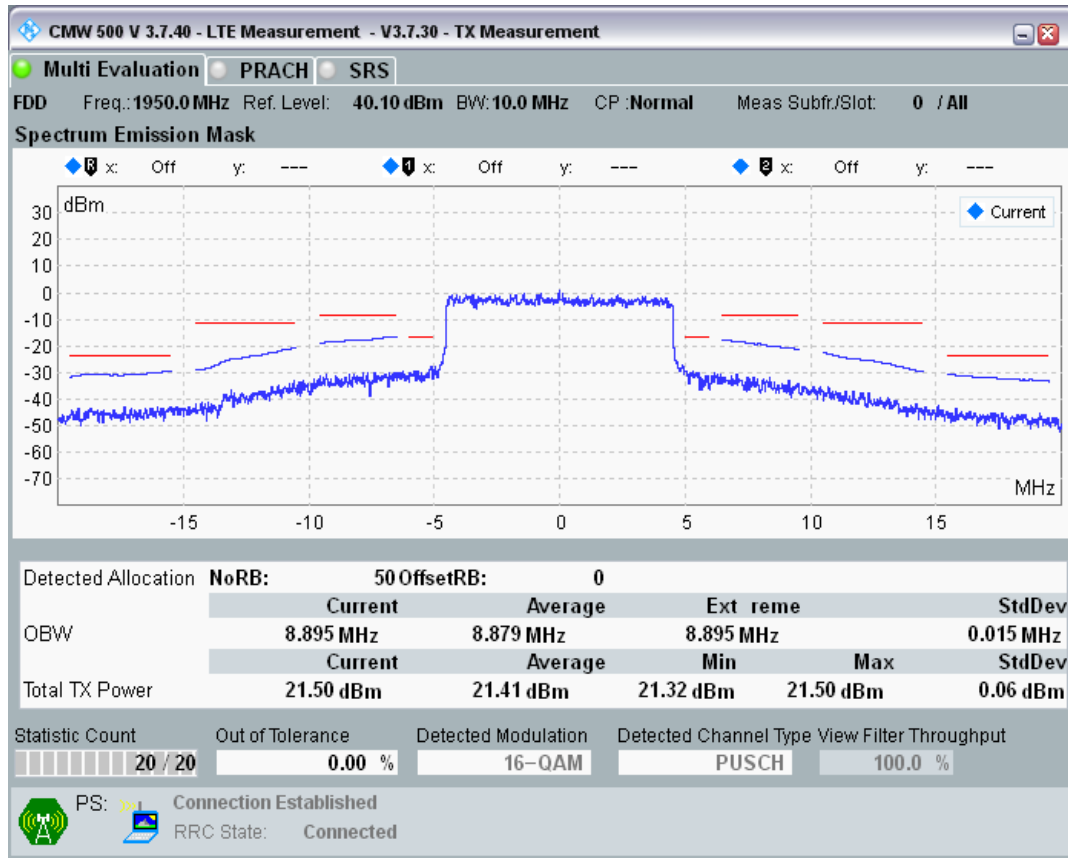 CMW 500 V 3.7.40 - LTE Measurement - V3.7.30 - TX Measurement
Multi Evaluation PRACH SRS
FDD Freq.: 1950.0 MHz Ref. Level: 40.10 dBm BW: 10.0 MHz CP : Normal Meas Subfr./Slot: 0 / All
Spectrum Emission Mask
R x: Off y: --- 1 x: Off y: --- 2 x: Off y: ---
dBm
Current
30
20
10
0
-10
-20
-30
-40
-50
-60
-70
MHz
-15 -10 -5 0 5 10 15
Detected Allocation NoRB: 50 OffsetRB: 0
Current Average Ext reme StdDev
OBW 8.895 MHz 8.879 MHz 8.895 MHz 0.015 MHz
Current Average Min Max StdDev
Total TX Power 21.50 dBm 21.41 dBm 21.32 dBm 21.50 dBm 0.06 dBm
Statistic Count Out of Tolerance Detected Modulation Detected Channel Type View Filter Throughput
20 / 20 0.00 % 16-QAM PUSCH 100.0 %
PS: Connection Established
RRC State: Connected